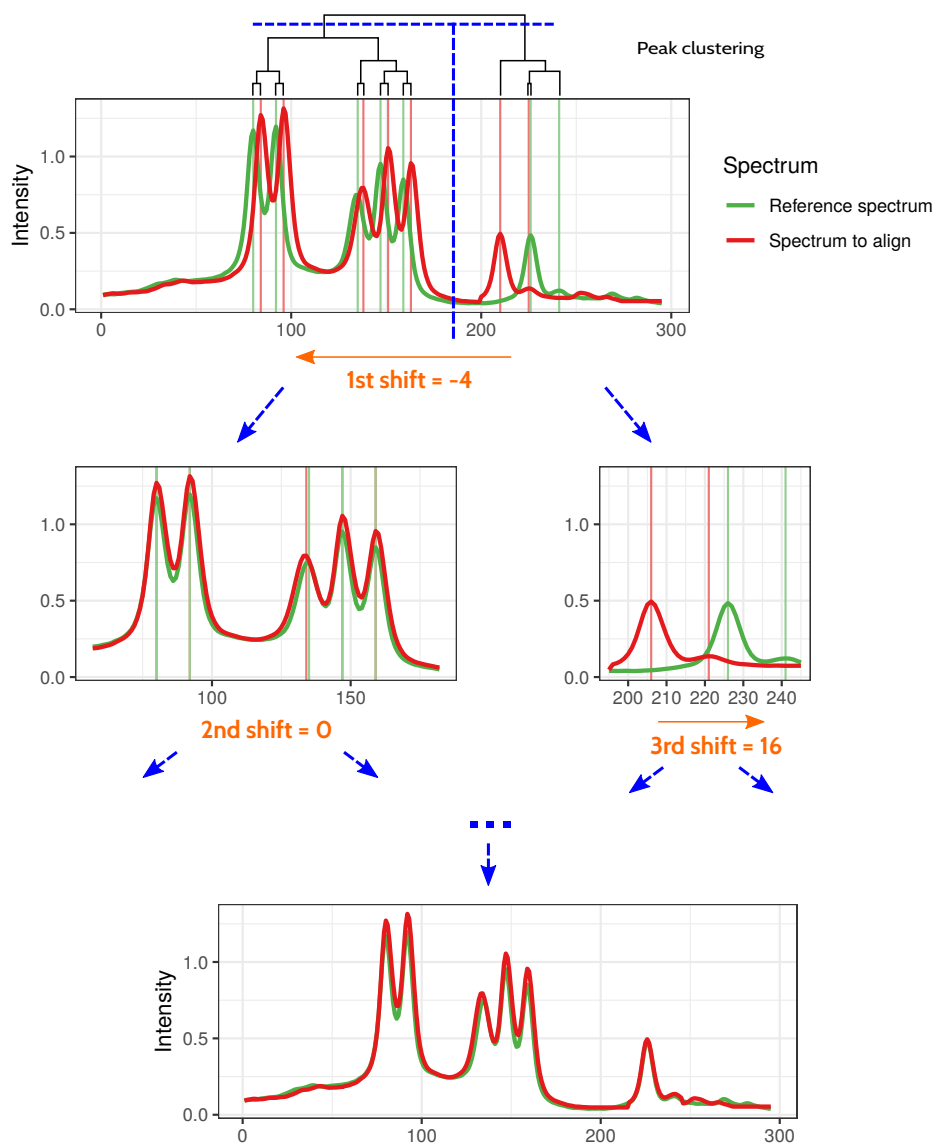 Peak clustering
Intensity
1.0
0.5
0.0
0
100
200
300
Spectrum
Reference spectrum
Spectrum to align
1st shift = -4
1.0
0.5
0.0
100
150
2nd shift = 0
1.0
0.5
0.0
200 210 220 230 240
3rd shift = 16
Intensity
1.0
0.5
0.0
0
100
200
300